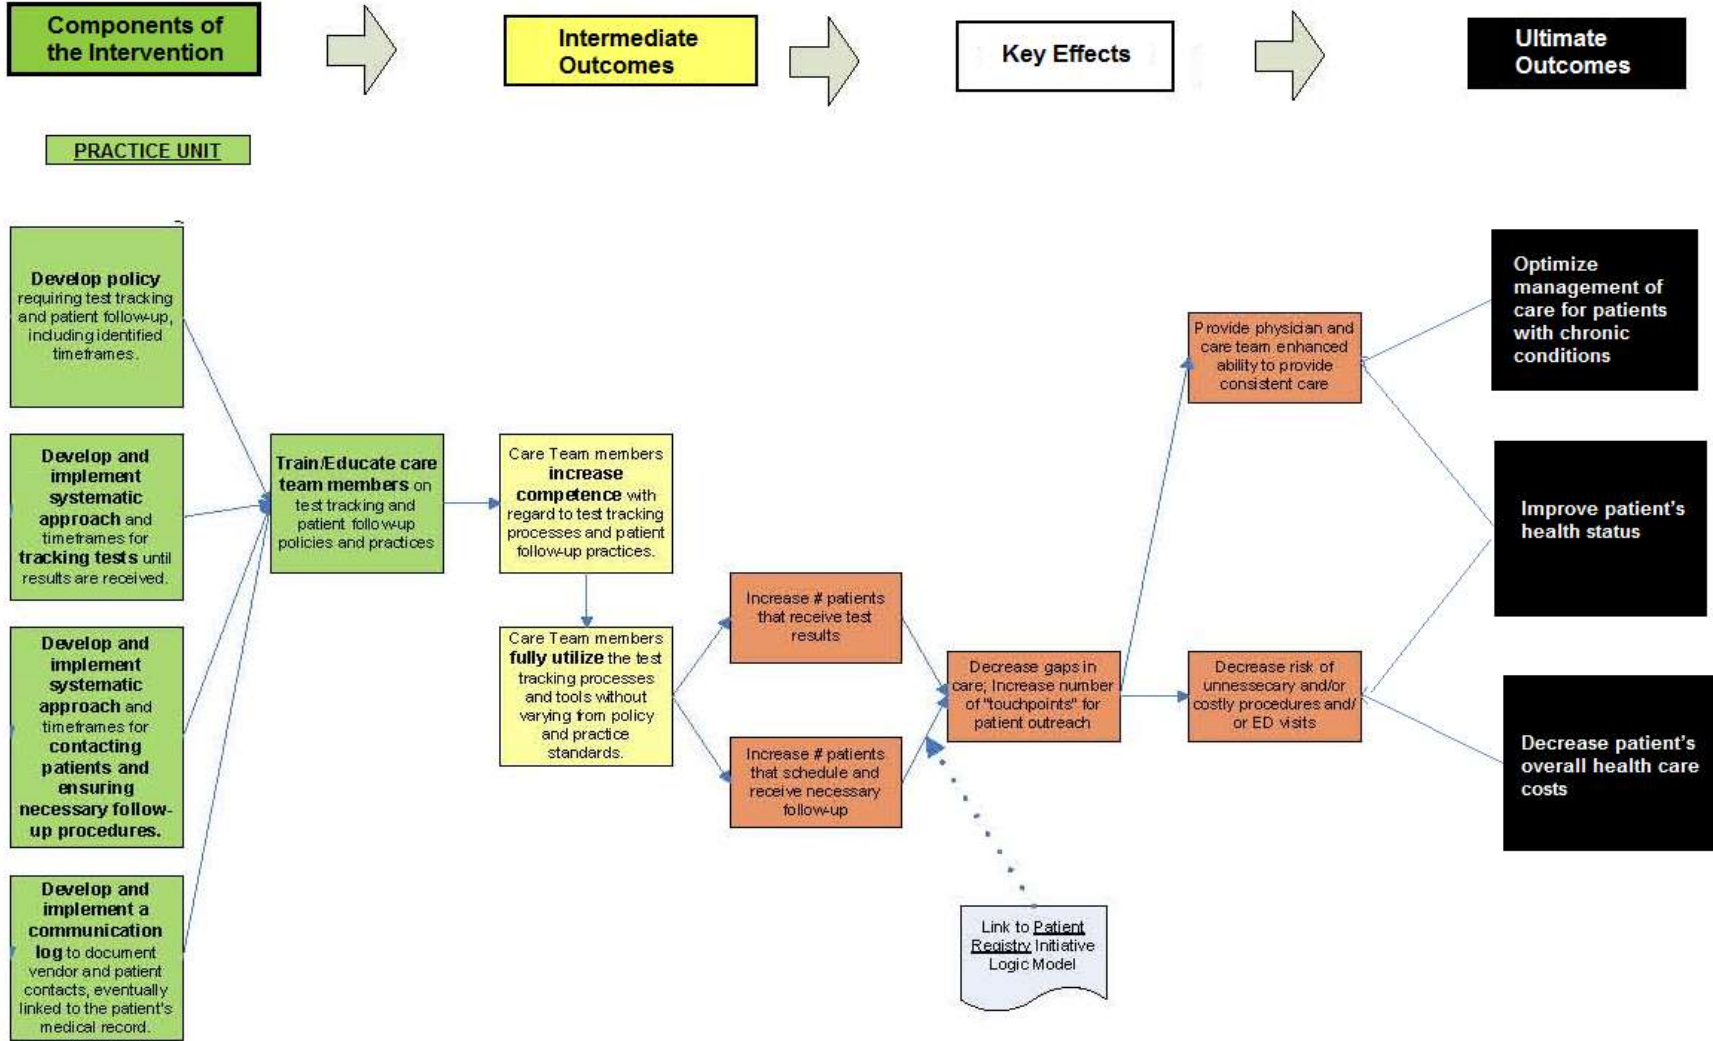 Components of
the Intervention
Intermediate
Outcomes
Key Effects
Ultimate
Outcomes
PRACTICE UNIT
Develop policy
requiring test tracking
and patient follow-up,
including identified
timeframes.
Develop and
implement
systematic
approach and
timeframes for
tracking tests until
results are received.
Develop and
implement
systematic
approach and
timeframes for
contacting
patients and
ensuring
necessary follow-
up procedures.
Develop and
implement a
communication
log to document
vendor and patient
contacts, eventually
linked to the patient's
medical record.
Train/Educate care
team members on
test tracking and
patient follow-up
policies and practices
Care Team members
increase
competence with
regard to test tracking
processes and patient
follow-up practices.
Care Team members
fully utilize the test
tracking processes
and tools without
varying from policy
and practice
standards.
Increase # patients
that receive test
results
Increase # patients
that schedule and
receive necessary
follow-up
Decrease gaps in
care; Increase number
of "touchpoints" for
patient outreach
Link to Patient
Registry Initiative
Logic Model
Provide physician and
care team enhanced
ability to provide
consistent care
Decrease risk of
unnessecary and/or
costly procedures and/
or ED visits
Optimize
management of
care for patients
with chronic
conditions
Improve patient's
health status
Decrease patient's
overall health care
costs